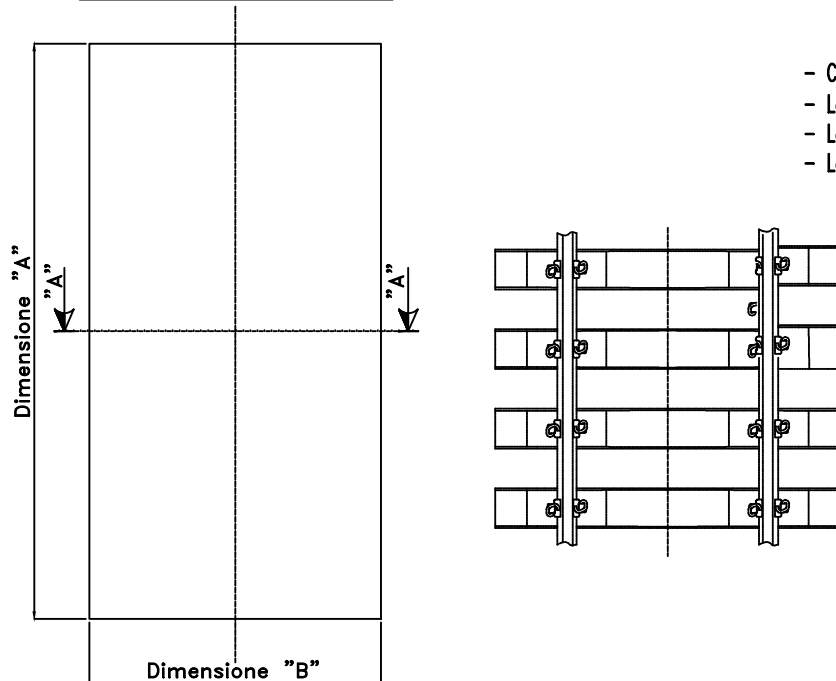 Dimensione "A"
"A"
"A"
Dimensione "B"
- C
- L
- L
- L